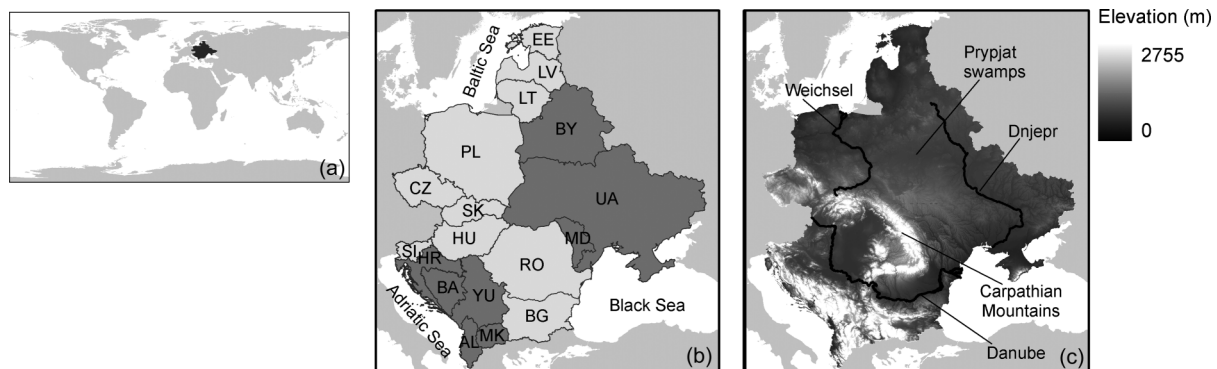 (a)
Baltic Sea
EE
LV
LT
BY
PL
CZ
UA
SK
HU
MD
SI
HR
RO
BA
YU
Adriatic Sea
Black Sea
BG
MK
AL
(b)
Elevation (m)
2755
0
Prypjat
swamps
Weichsel
Dnjepr
Carpathian
Mountains
Danube
(c)